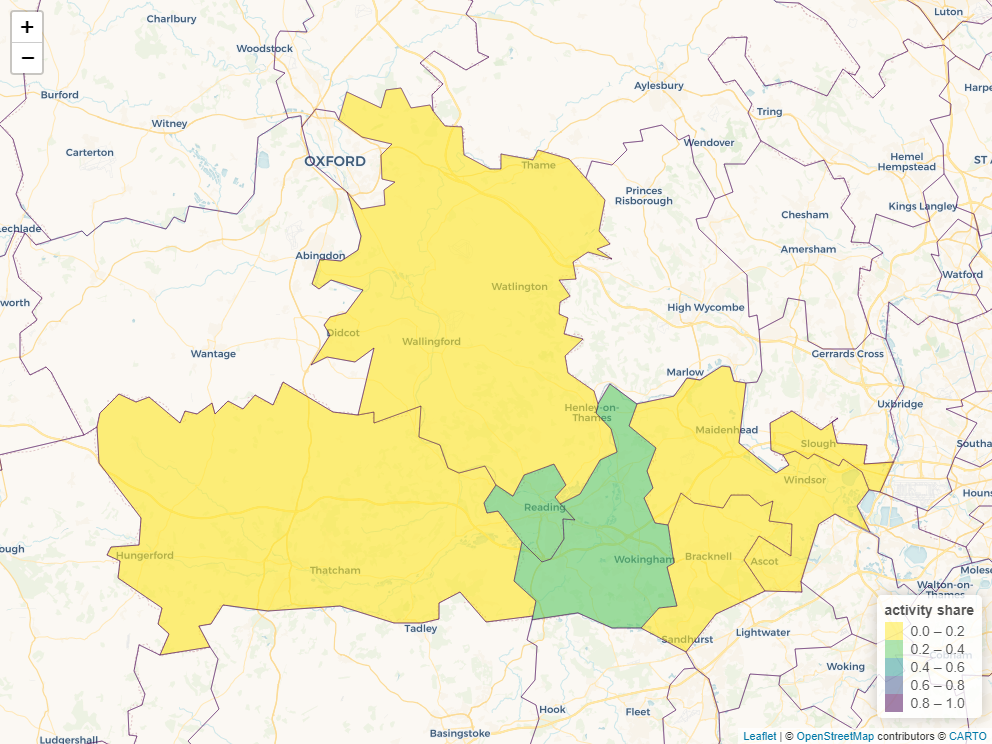 +
−
Charlbury
Luton
Woodstock
Aylesbury
Harpe
Burford
Tring
Witney
Wendover
Carterton
OXFORD
Thame
Hemel
Hempstead
ST A
Princes
Risborough
Kings Langley
Chesham
Lechlade
Amersham
Abingdon
Watford
Watlington
worth
High Wycombe
Didcot
Wallingford
Wantage
Gerrards Cross
Marlow
Uxbridge
Henley-on-
Thames
Maidenhead
Slough
Southa
Windsor
Houns
Reading
ough
Hungerford
Wokingham
Bracknell
Ascot
Thatcham
Molese
Walton-on-
Thames
Tadley
Lightwater
Sandhurst
Cobham
Woking
Hook
Fleet
Basingstoke
Ludgershall
activity share
0.0 – 0.2
0.2 – 0.4
0.4 – 0.6
0.6 – 0.8
0.8 – 1.0
Leaflet | © OpenStreetMap contributors © CARTO